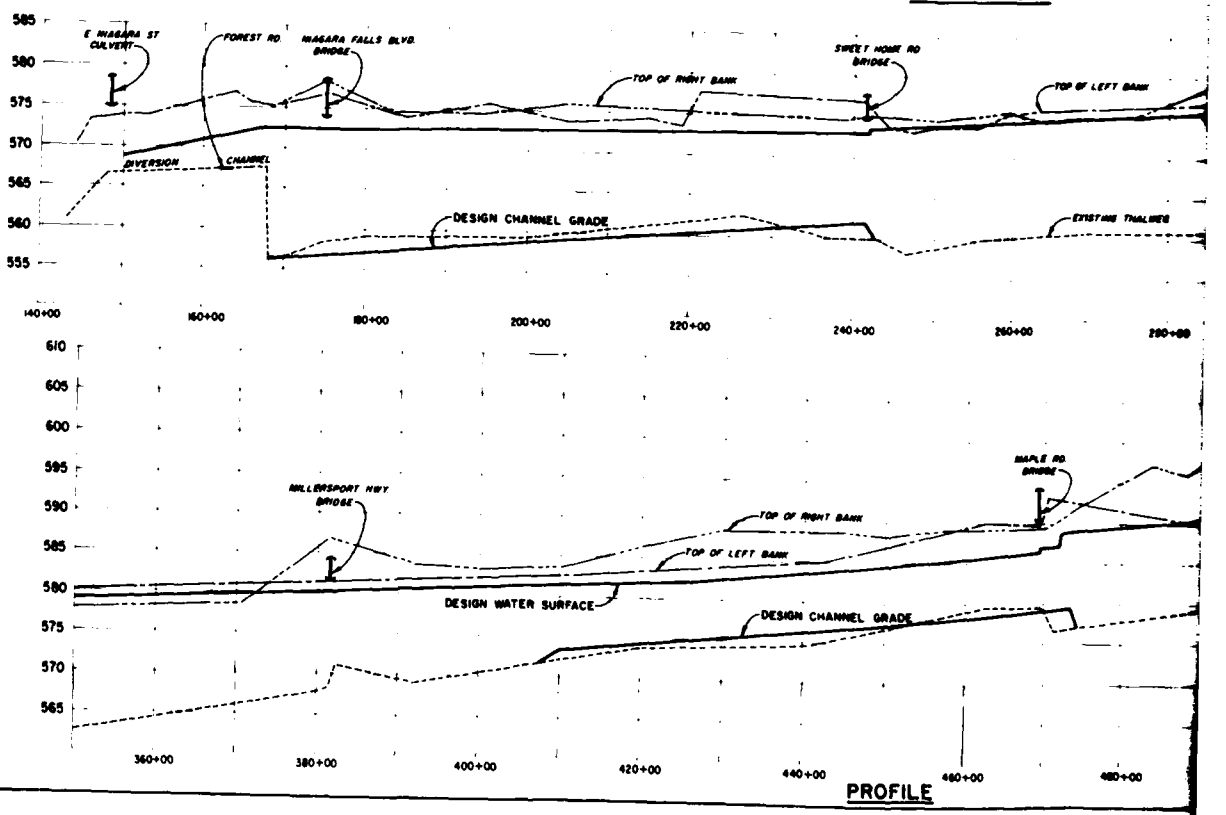 585
580
575
570
565
560
555
E NIAGARA ST
CULVERT
FOREST RD.
NIAGARA FALLS BLVD.
BRIDGE
TOP OF RIGHT BANK
SWEET HOME RD
BRIDGE
TOP OF LEFT BANK
DIVERSION CHANNEL
DESIGN CHANNEL GRADE
EXISTING THALWEG
140+00
160+00
180+00
200+00
220+00
240+00
260+00
280+00
610
605
600
595
590
585
580
575
570
565
MILLERSPORT HWY.
BRIDGE
TOP OF RIGHT BANK
TOP OF LEFT BANK
MAPLE RD.
BRIDGE
DESIGN WATER SURFACE
DESIGN CHANNEL GRADE
360+00
380+00
400+00
420+00
440+00
460+00
480+00
PROFILE